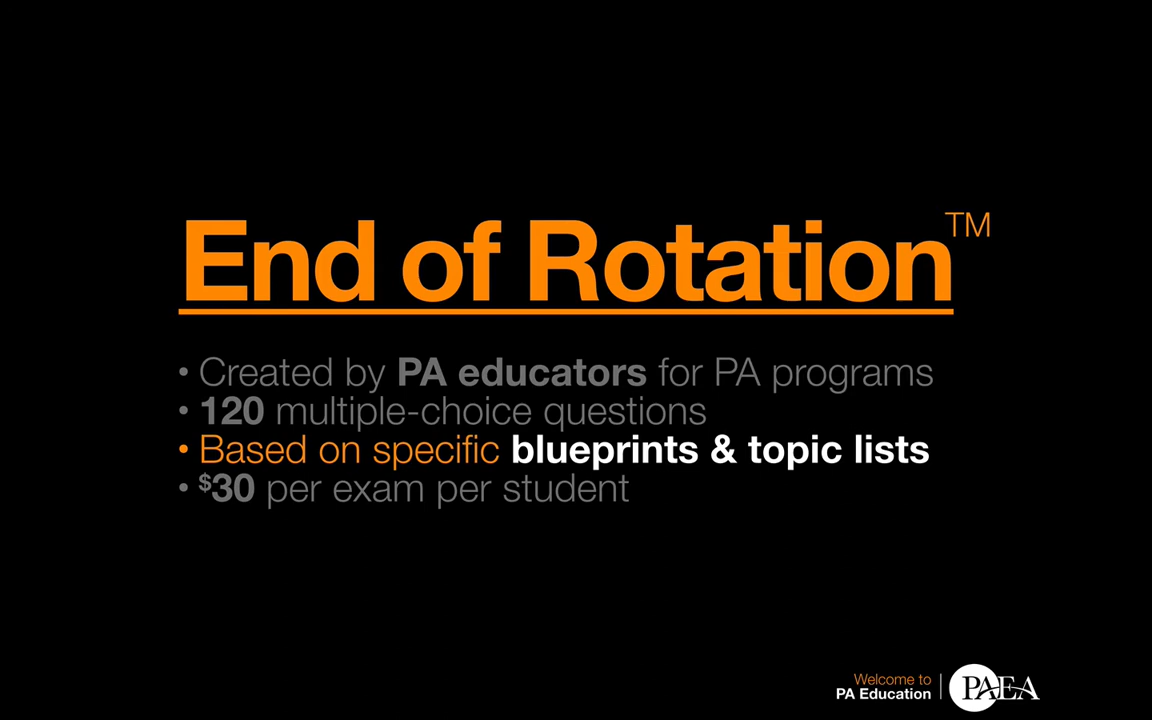 End of Rotation™
• Created by PA educators for PA programs
• 120 multiple-choice questions
• Based on specific blueprints & topic lists
• $30 per exam per student
Welcome to
PA Education
PAEA